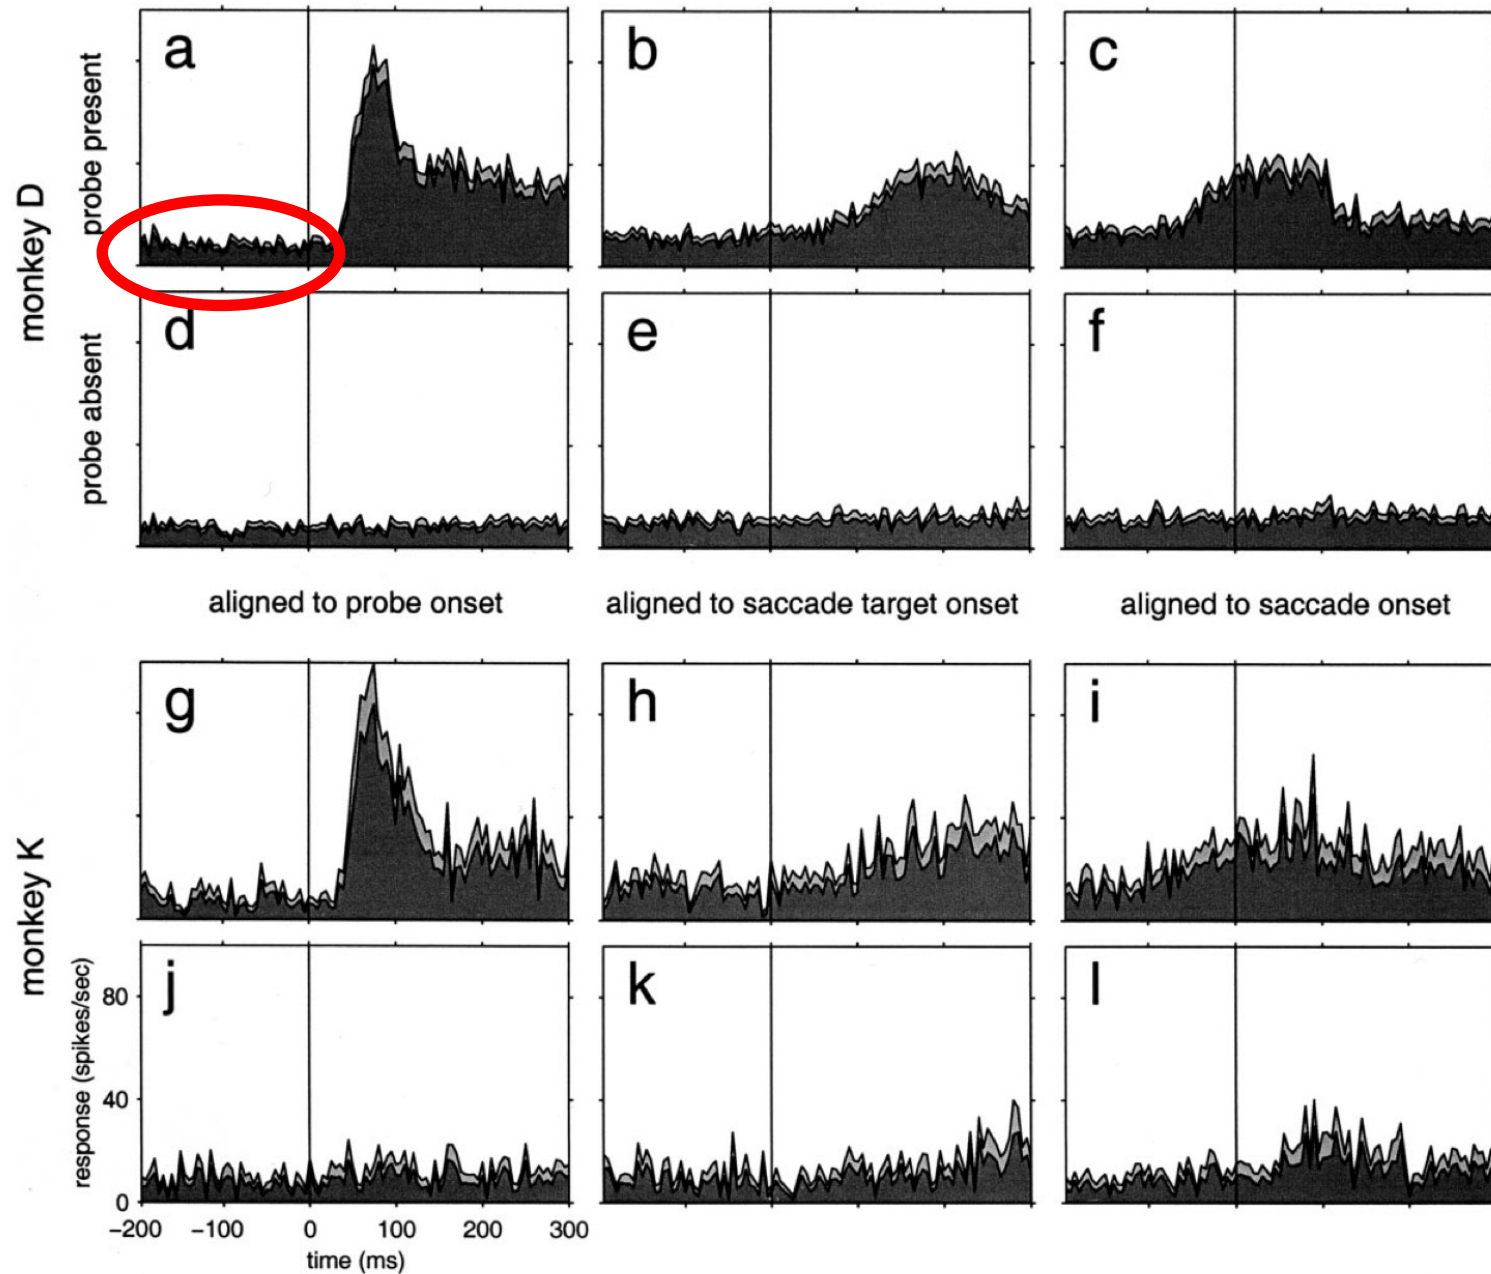 monkey D
probe present
a
b
c
probe absent
d
e
f
aligned to probe onset
aligned to saccade target onset
aligned to saccade onset
monkey K
g
h
i
response (spikes/sec)
80
40
0
j
k
l
−200 −100 0 100 200 300
time (ms)